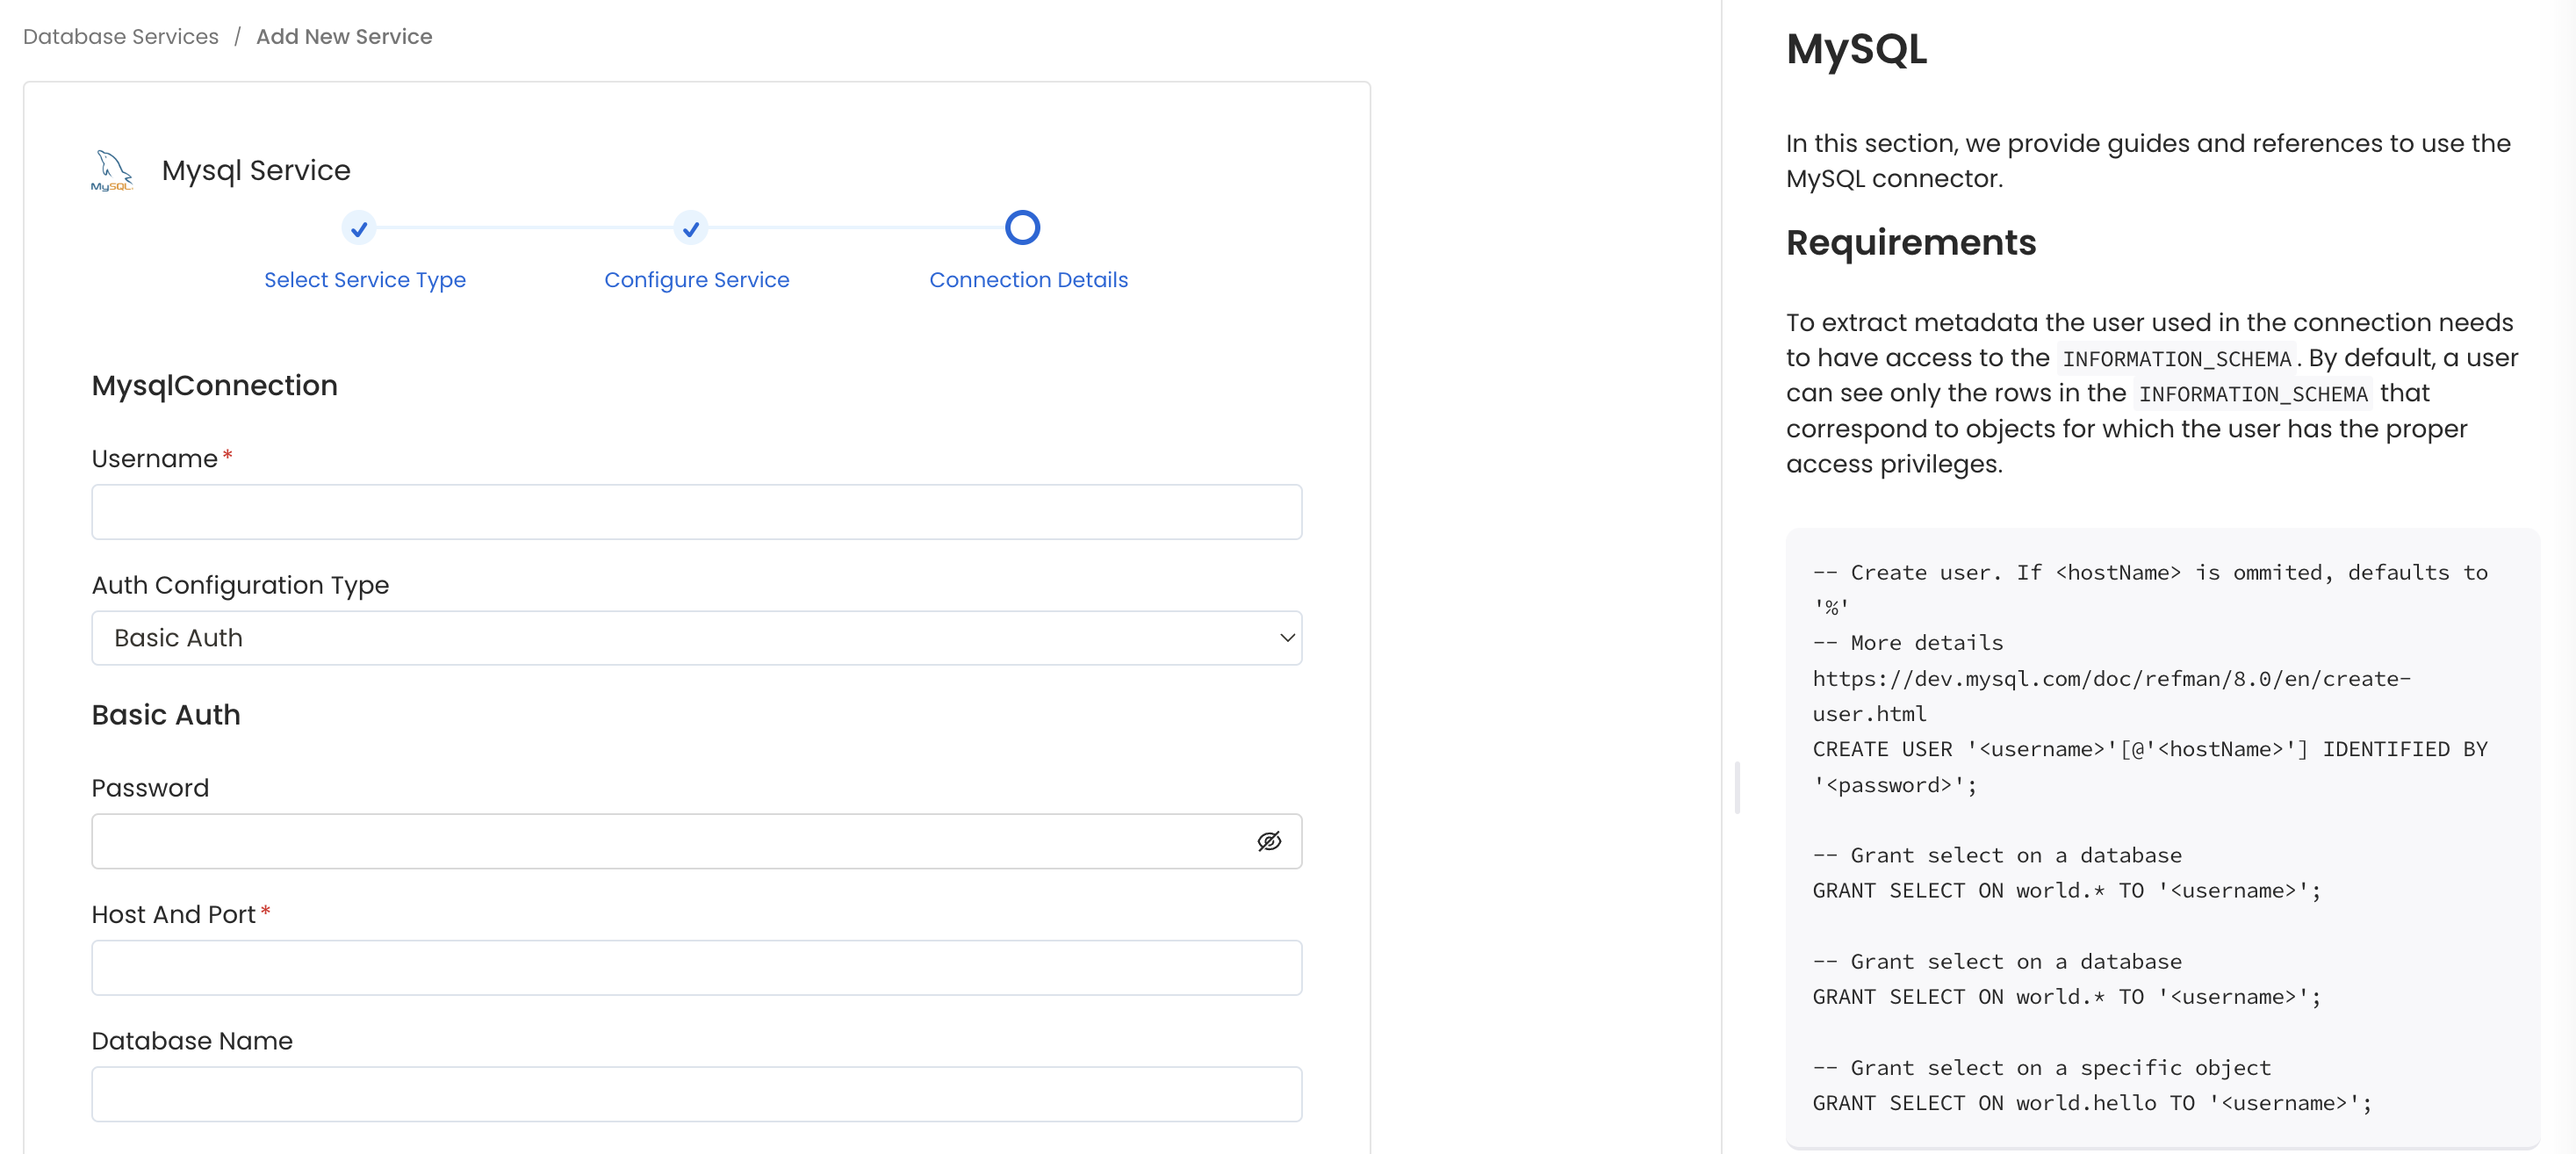 Database Services / Add New Service
MySQL
Mysql Service
Select Service Type
Configure Service
Connection Details
MysqlConnection
Username*
Auth Configuration Type
Basic Auth
Basic Auth
Password
Host And Port*
Database Name
MySQL
In this section, we provide guides and references to use the
MySQL connector.
Requirements
To extract metadata the user used in the connection needs
to have access to the INFORMATION_SCHEMA. By default, a user
can see only the rows in the INFORMATION_SCHEMA that
correspond to objects for which the user has the proper
access privileges.
-- Create user. If <hostName> is ommited, defaults to
'%'
-- More details
https://dev.mysql.com/doc/refman/8.0/en/create-
user.html
CREATE USER '<username>'[@'<hostName>'] IDENTIFIED BY
'<password>';
-- Grant select on a database
GRANT SELECT ON world.* TO '<username>';
-- Grant select on a database
GRANT SELECT ON world.* TO '<username>';
-- Grant select on a specific object
GRANT SELECT ON world.hello TO '<username>';